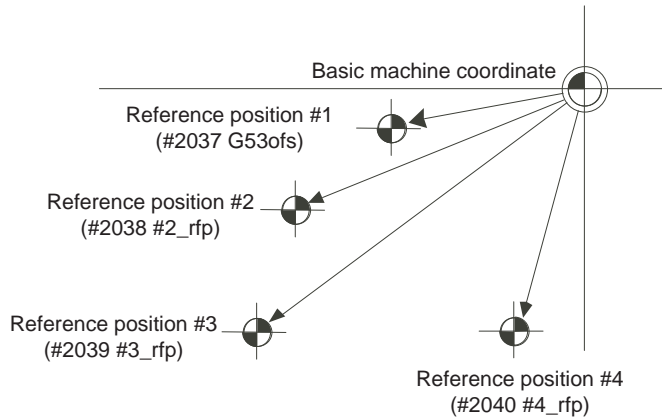 Basic machine coordinate
Reference position #1
(#2037 G53ofs)
Reference position #2
(#2038 #2_rfp)
Reference position #3
(#2039 #3_rfp)
Reference position #4
(#2040 #4_rfp)